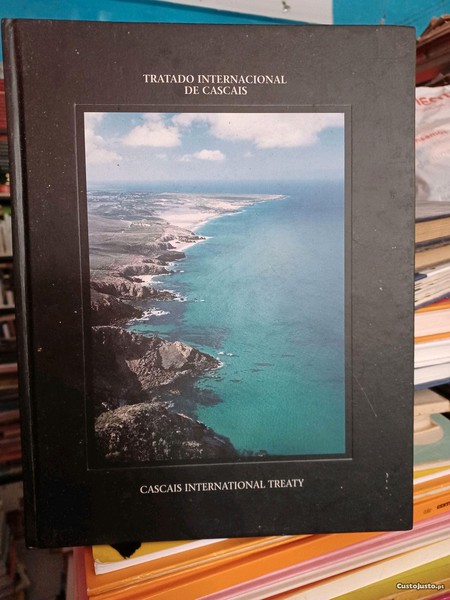 TRATADO INTERNACIONAL
DE CASCAIS
CASCAIS INTERNATIONAL TREATY
CustoJusto.pt